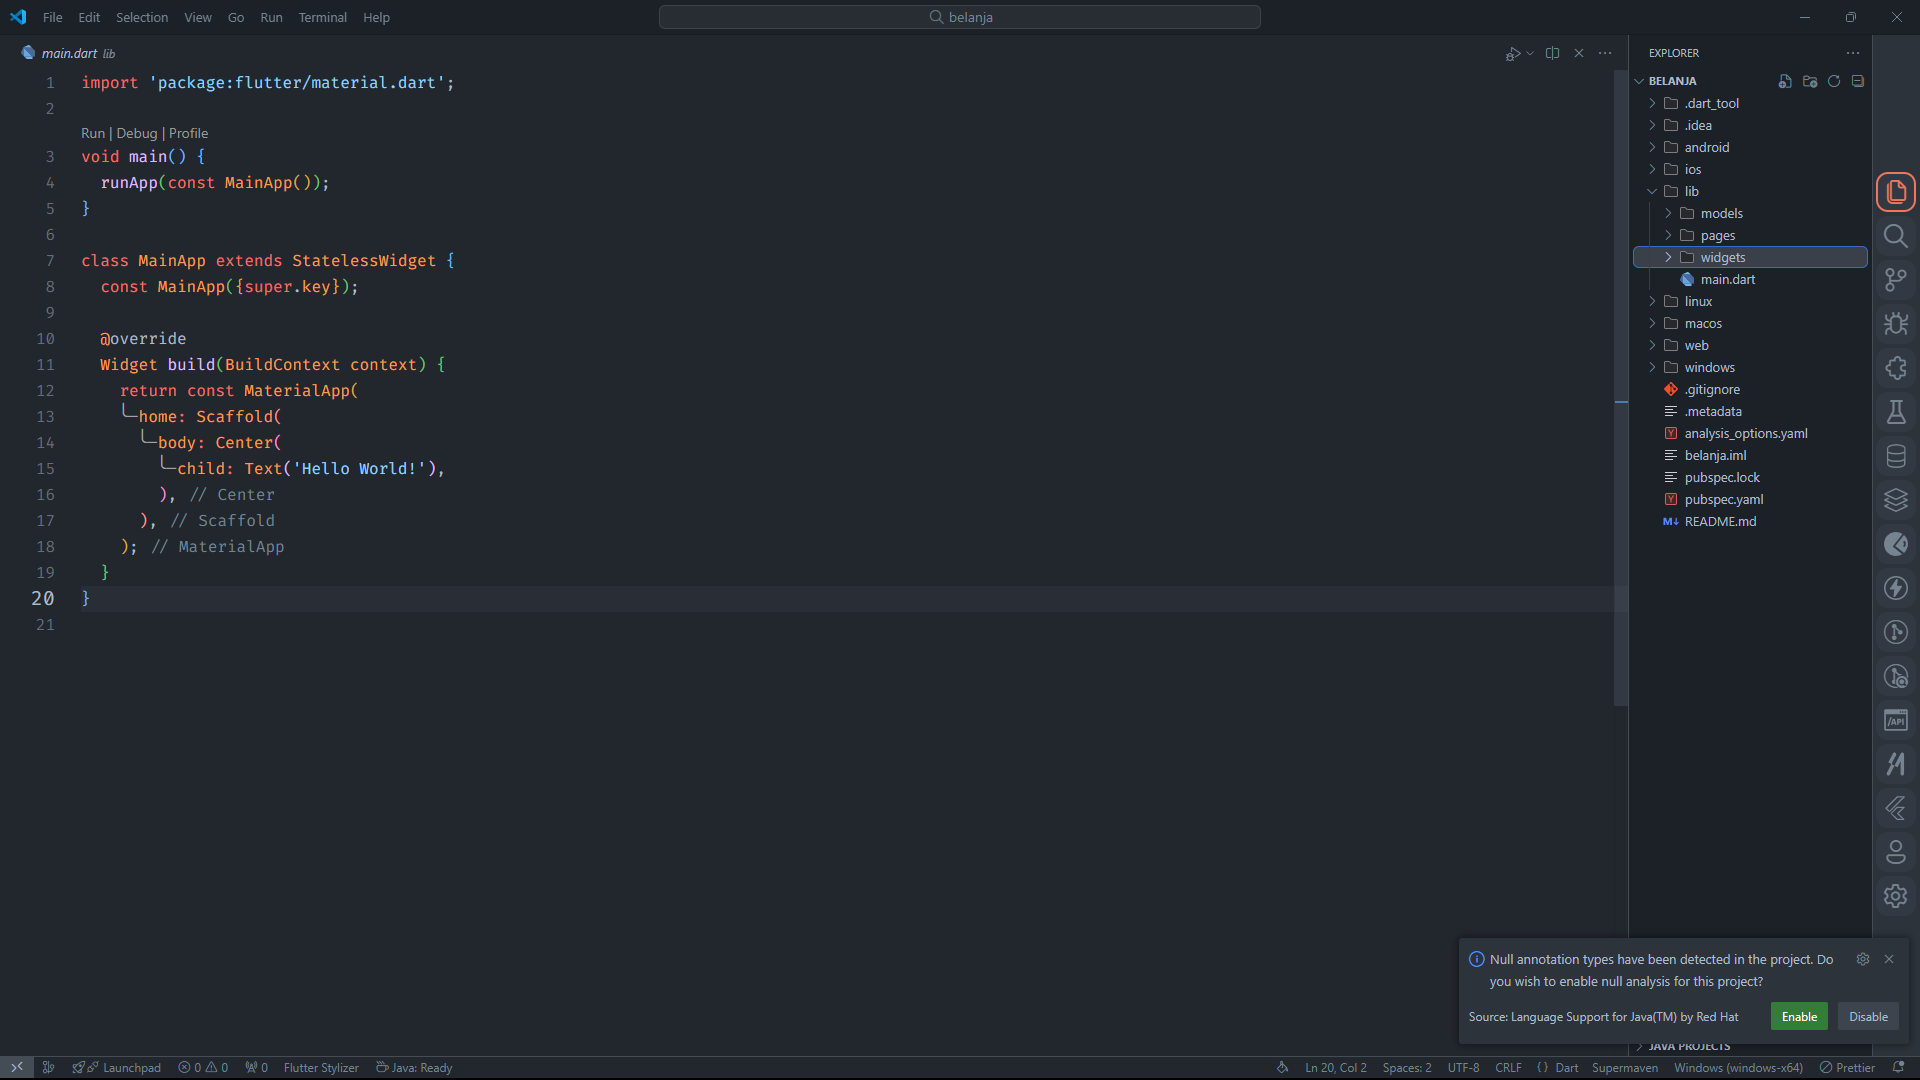 File Edit Selection View Go Run Terminal Help
belanja
main.dart lib
1 import 'package:flutter/material.dart';
2
Run | Debug | Profile
3 void main() {
4 runApp(const MainApp());
5 }
6
7 class MainApp extends StatelessWidget {
8 const MainApp({super.key});
9
10 @override
11 Widget build(BuildContext context) {
12 return const MaterialApp(
13 home: Scaffold(
14 body: Center(
15 child: Text('Hello World!'),
16 ), // Center
17 ), // Scaffold
18 ); // MaterialApp
19 }
20 }
21
EXPLORER
BELANJA
.dart_tool
.idea
android
ios
lib
models
pages
widgets
main.dart
linux
macos
web
windows
.gitignore
.metadata
Y analysis_options.yaml
belanja.iml
pubspec.lock
Y pubspec.yaml
M↓ README.md
/API
Null annotation types have been detected in the project. Do
you wish to enable null analysis for this project?
Source: Language Support for Java(TM) by Red Hat
Enable Disable
JAVA PROJECTS
Launchpad 0 0 0 Flutter Stylizer Java: Ready
Ln 20, Col 2 Spaces: 2 UTF-8 CRLF {} Dart Supermaven Windows (windows-x64) Prettier